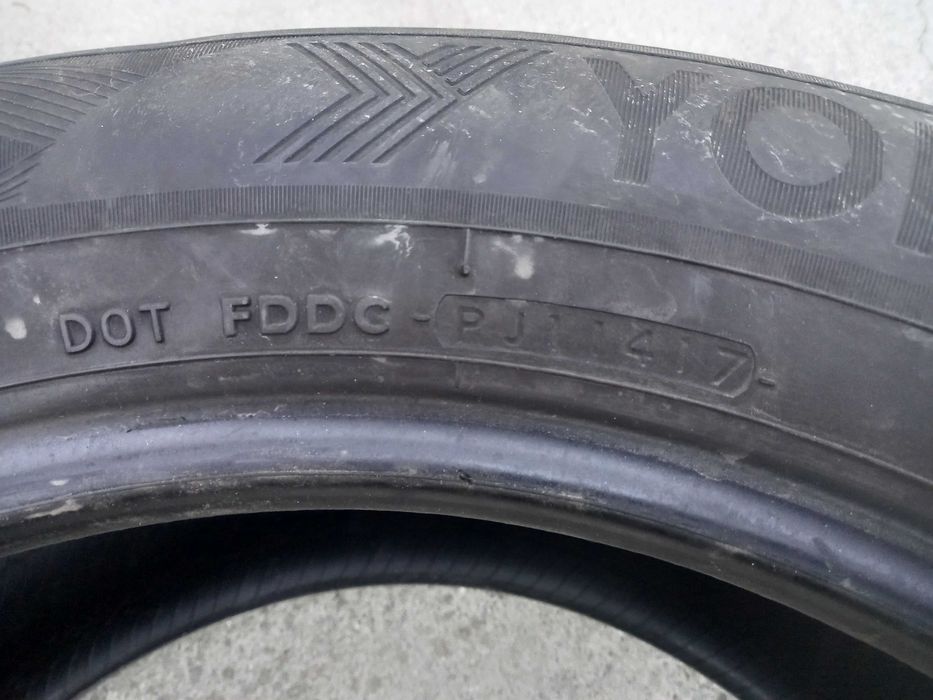 YO
DOT FDDC - PJ11417 -